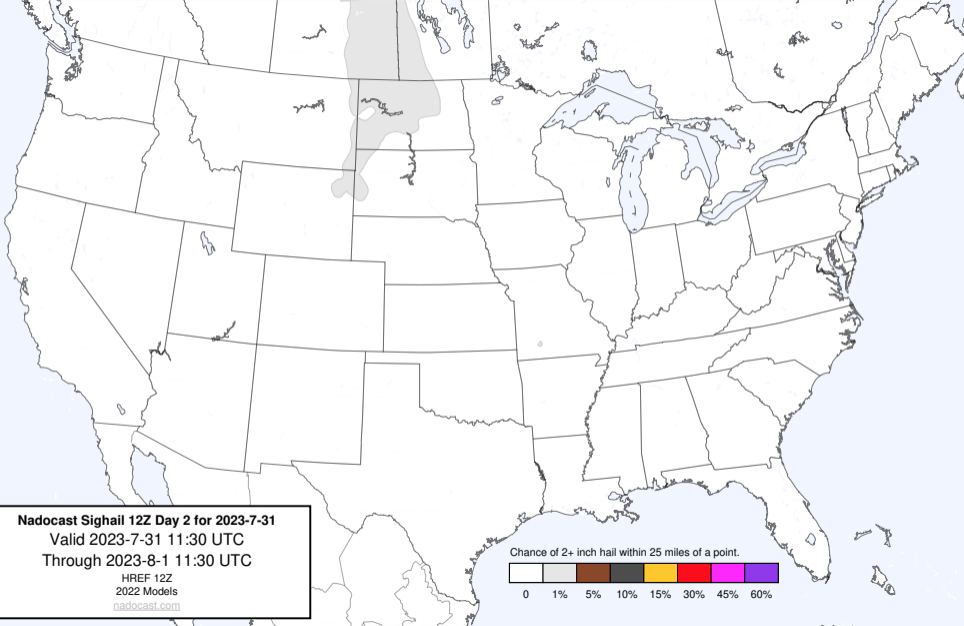 Nadocast Sighail 12Z Day 2 for 2023-7-31
Valid 2023-7-31 11:30 UTC
Through 2023-8-1 11:30 UTC
HREF 12Z
2022 Models
nadocast.com
Chance of 2+ inch hail within 25 miles of a point.
0 1% 5% 10% 15% 30% 45% 60%